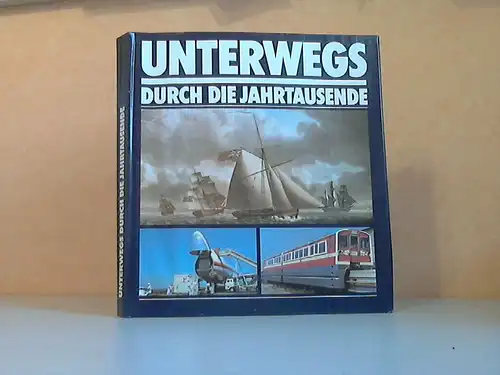 UNTERWEGS
DURCH DIE JAHRTAUSENDE
UNTERWEGS DURCH DIE JAHRTAUSENDE